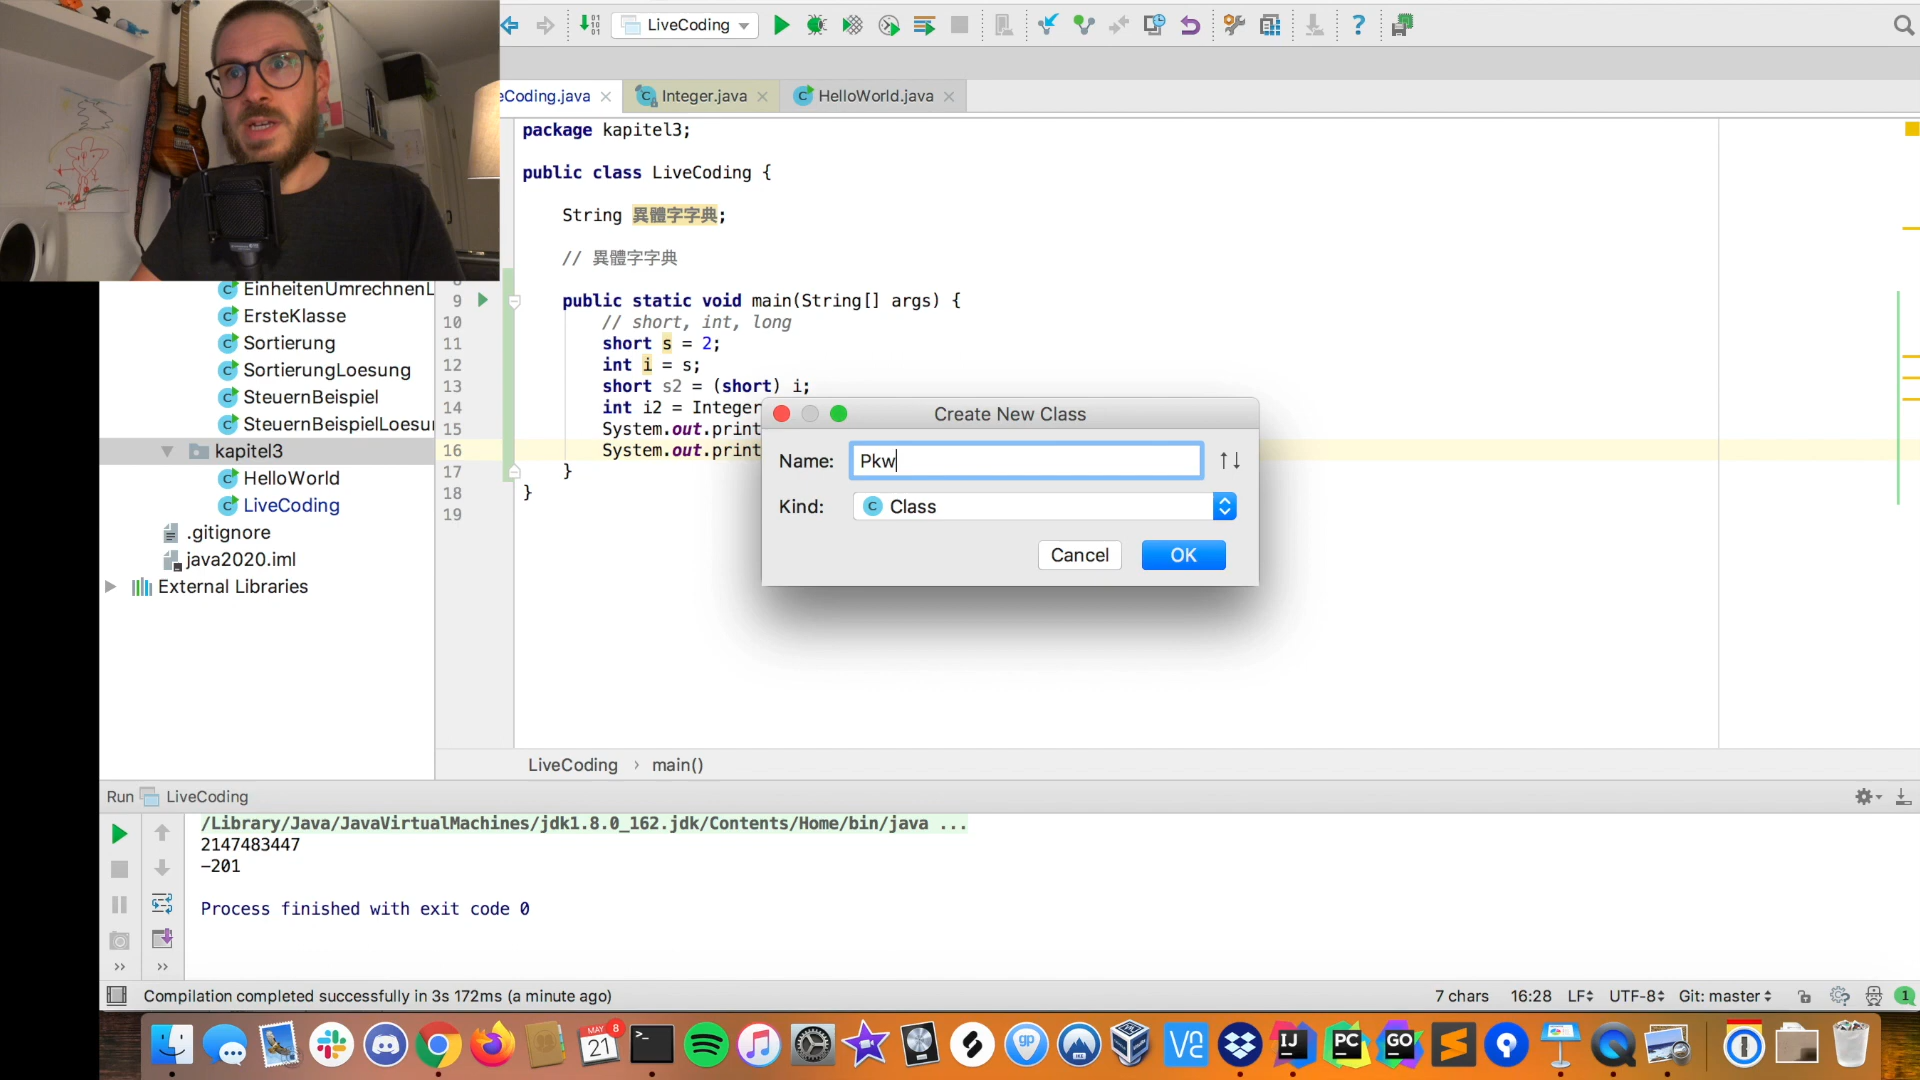 LiveCoding
eCoding.java
Integer.java
HelloWorld.java
package kapitel3;
public class LiveCoding {
String 異體字字典;
// 異體字字典
9 public static void main(String[] args) {
10 // short, int, long
11 short s = 2;
12 int i = s;
13 short s2 = (short) i;
14 int i2 = Integer
15 System.out.print
16 System.out.print
17 }
18 }
19
EinheitenUmrechnenL
ErsteKlasse
Sortierung
SortierungLoesung
SteuernBeispiel
SteuernBeispielLoesu
kapitel3
HelloWorld
LiveCoding
.gitignore
java2020.iml
External Libraries
Create New Class
Name: Pkw
Kind: Class
Cancel OK
LiveCoding › main()
Run LiveCoding
/Library/Java/JavaVirtualMachines/jdk1.8.0_162.jdk/Contents/Home/bin/java ...
2147483447
-201
Process finished with exit code 0
Compilation completed successfully in 3s 172ms (a minute ago)
7 chars 16:28 LF UTF-8 Git: master 1
MAY 8
21
gp
IJ
PC
GO